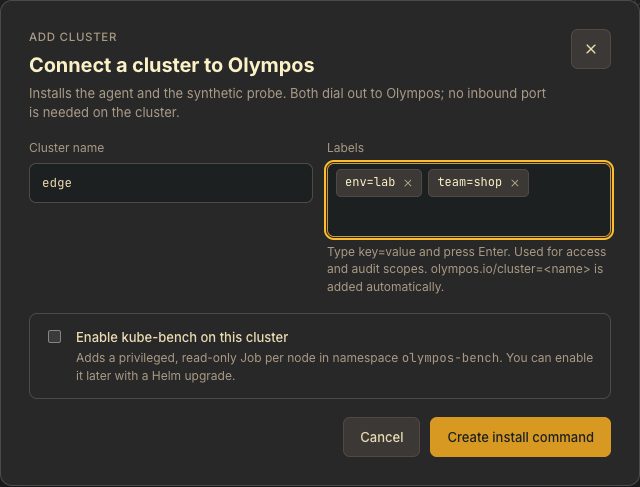 ADD CLUSTER
Connect a cluster to Olympos
Installs the agent and the synthetic probe. Both dial out to Olympos; no inbound port
is needed on the cluster.
Cluster name
edge
Labels
env=lab × team=shop ×
Type key=value and press Enter. Used for access
and audit scopes. olympos.io/cluster=<name> is
added automatically.
Enable kube-bench on this cluster
Adds a privileged, read-only Job per node in namespace olympos-bench. You can enable
it later with a Helm upgrade.
Cancel
Create install command